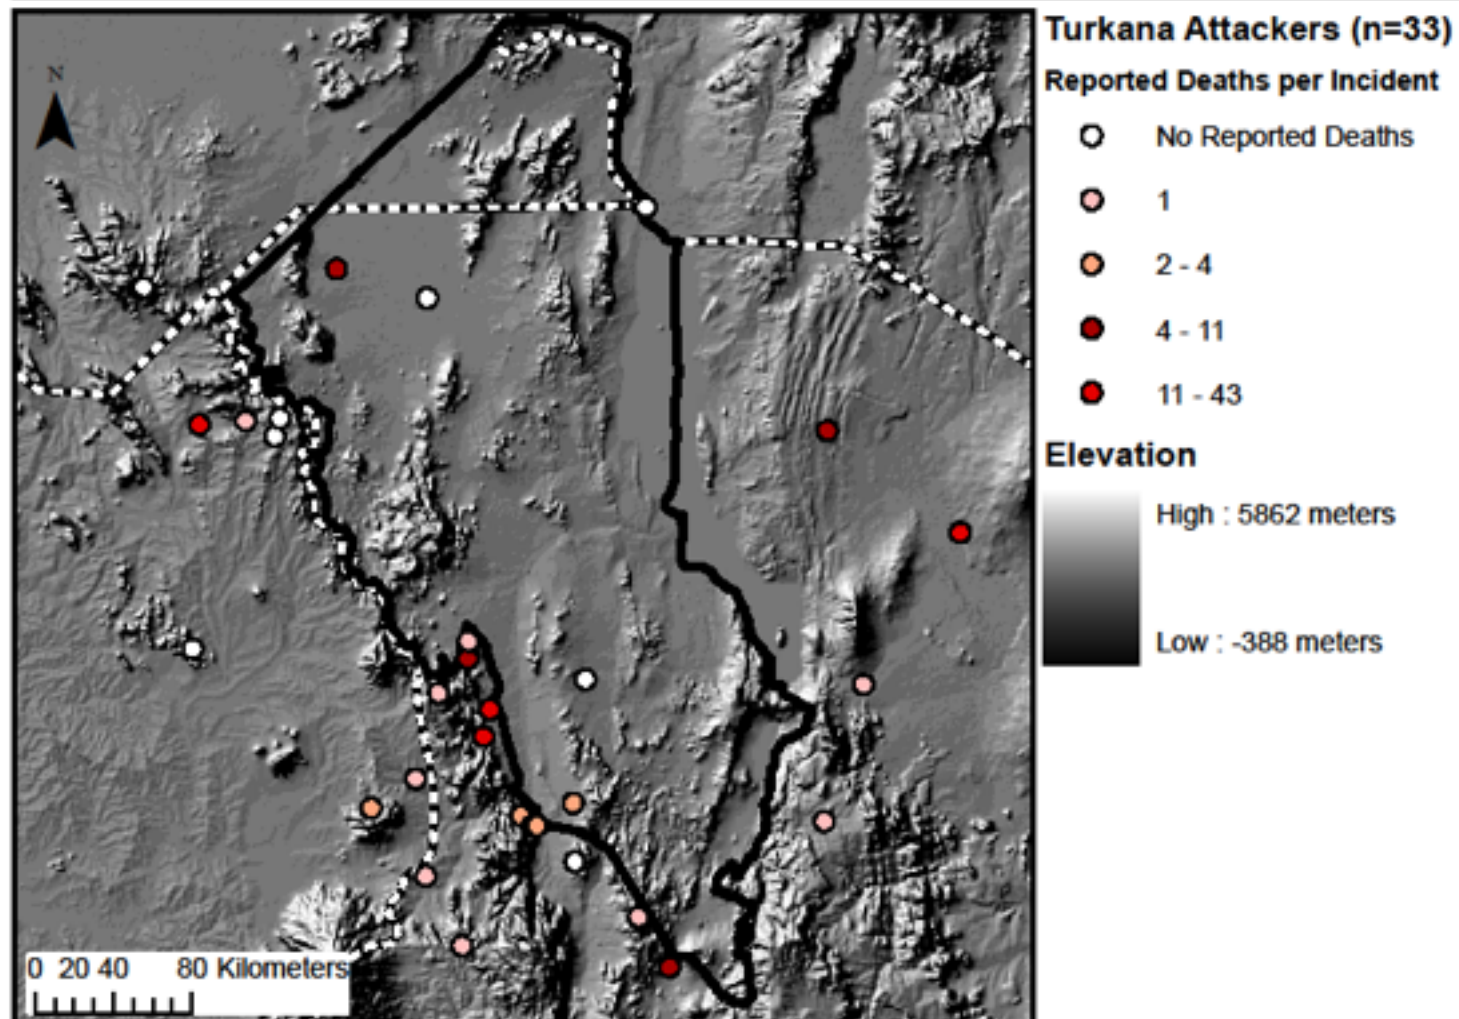 N
0 20 40 80 Kilometers
Turkana Attackers (n=33)
Reported Deaths per Incident
No Reported Deaths
1
2 - 4
4 - 11
11 - 43
Elevation
High : 5862 meters
Low : -388 meters